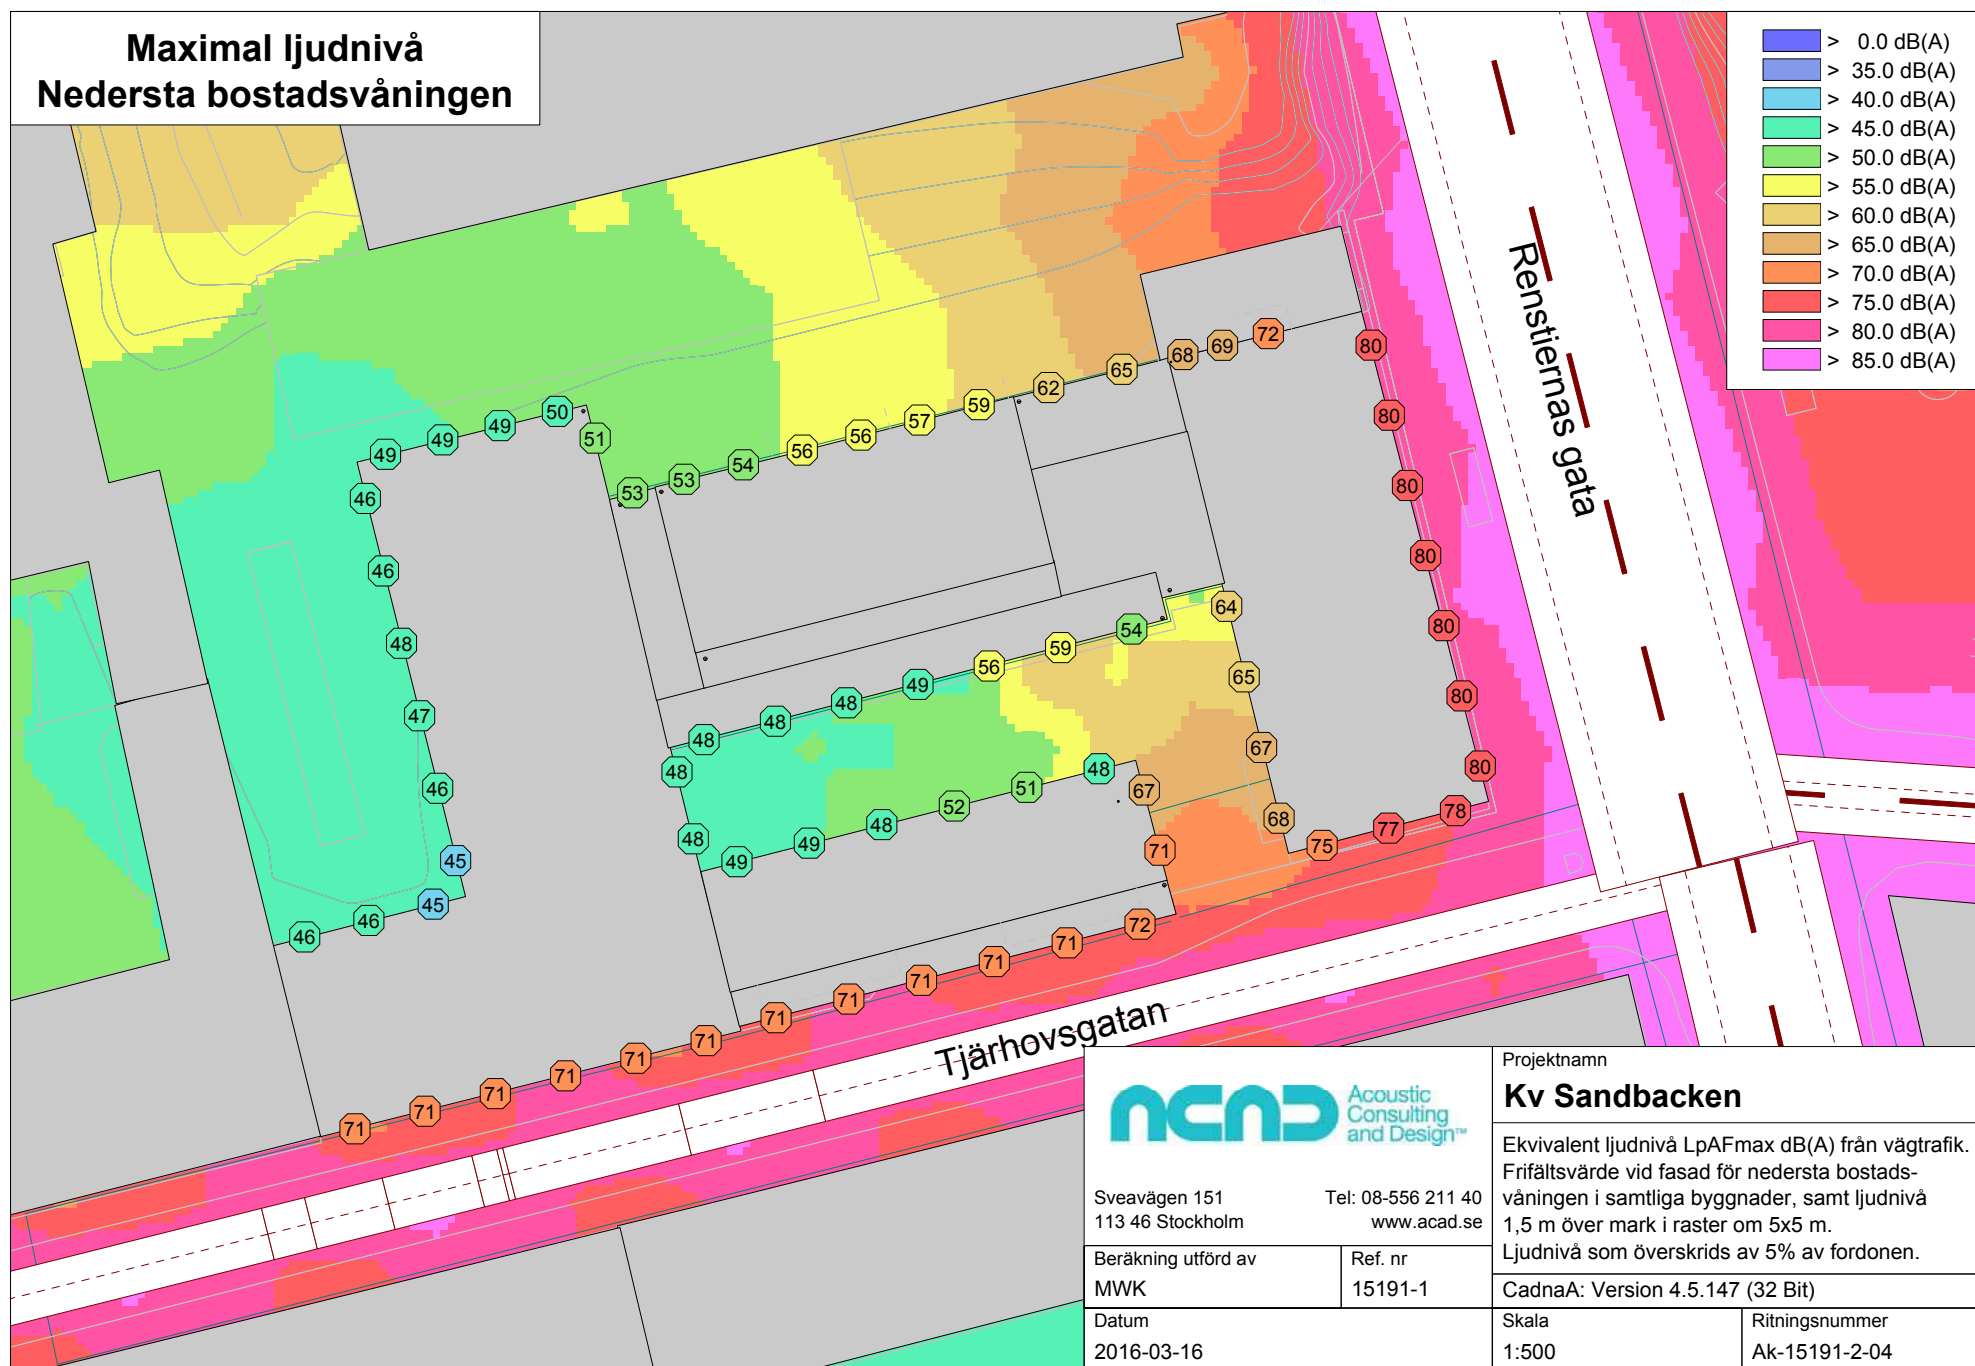 Maximal ljudnivå
Nedersta bostadsvåningen
> 0.0 dB(A)
> 35.0 dB(A)
> 40.0 dB(A)
> 45.0 dB(A)
> 50.0 dB(A)
> 55.0 dB(A)
> 60.0 dB(A)
> 65.0 dB(A)
> 70.0 dB(A)
> 75.0 dB(A)
> 80.0 dB(A)
> 85.0 dB(A)
Renstiernas gata
49 49 49 50 51 53 53 54 56 56 57 59 62 65 68 69 72
80 80 80 80 80 80 80
78 77 75
64 65 67 68
46 46 48 47 46 45
45 46 46
48 48 48 49 56 59 54
48 48
49 49 48 52 51 48
67 71
72 71 71 71 71 71 71 71 71 71 71 71
Tjärhovsgatan
ACAD
Acoustic
Consulting
and Design™
Sveavägen 151 Tel: 08-556 211 40
113 46 Stockholm www.acad.se
Beräkning utförd av
MWK
Ref. nr
15191-1
Datum
2016-03-16
Projektnamn
Kv Sandbacken
Ekvivalent ljudnivå LpAFmax dB(A) från vägtrafik.
Frifältsvärde vid fasad för nedersta bostads-
våningen i samtliga byggnader, samt ljudnivå
1,5 m över mark i raster om 5x5 m.
Ljudnivå som överskrids av 5% av fordonen.
CadnaA: Version 4.5.147 (32 Bit)
Skala
1:500
Ritningsnummer
Ak-15191-2-04